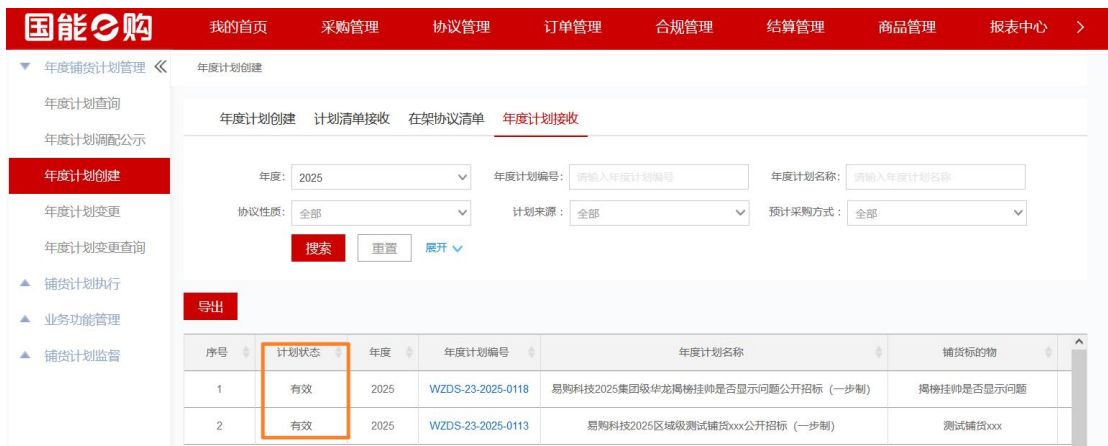 国能e购 我的首页 采购管理 协议管理 订单管理 合规管理 结算管理 商品管理 报表中心
年度铺货计划管理
年度计划查询
年度计划调配公示
年度计划创建
年度计划变更
年度计划变更查询
铺货计划执行
业务功能管理
铺货计划监督
年度计划创建
年度计划创建 计划清单接收 在架协议清单 年度计划接收
年度: 2025 年度计划编号: 请输入年度计划编号 年度计划名称: 请输入年度计划名称
协议性质: 全部 计划来源: 全部 预计采购方式: 全部
搜索 重置 展开
导出
序号 计划状态 年度 年度计划编号 年度计划名称 铺货标的物
1 有效 2025 WZDS-23-2025-0118 易购科技2025集团级华龙揭榜挂帅是否显示问题公开招标（一步制） 揭榜挂帅是否显示问题
2 有效 2025 WZDS-23-2025-0113 易购科技2025区域级测试铺货xxx公开招标（一步制） 测试铺货xxx